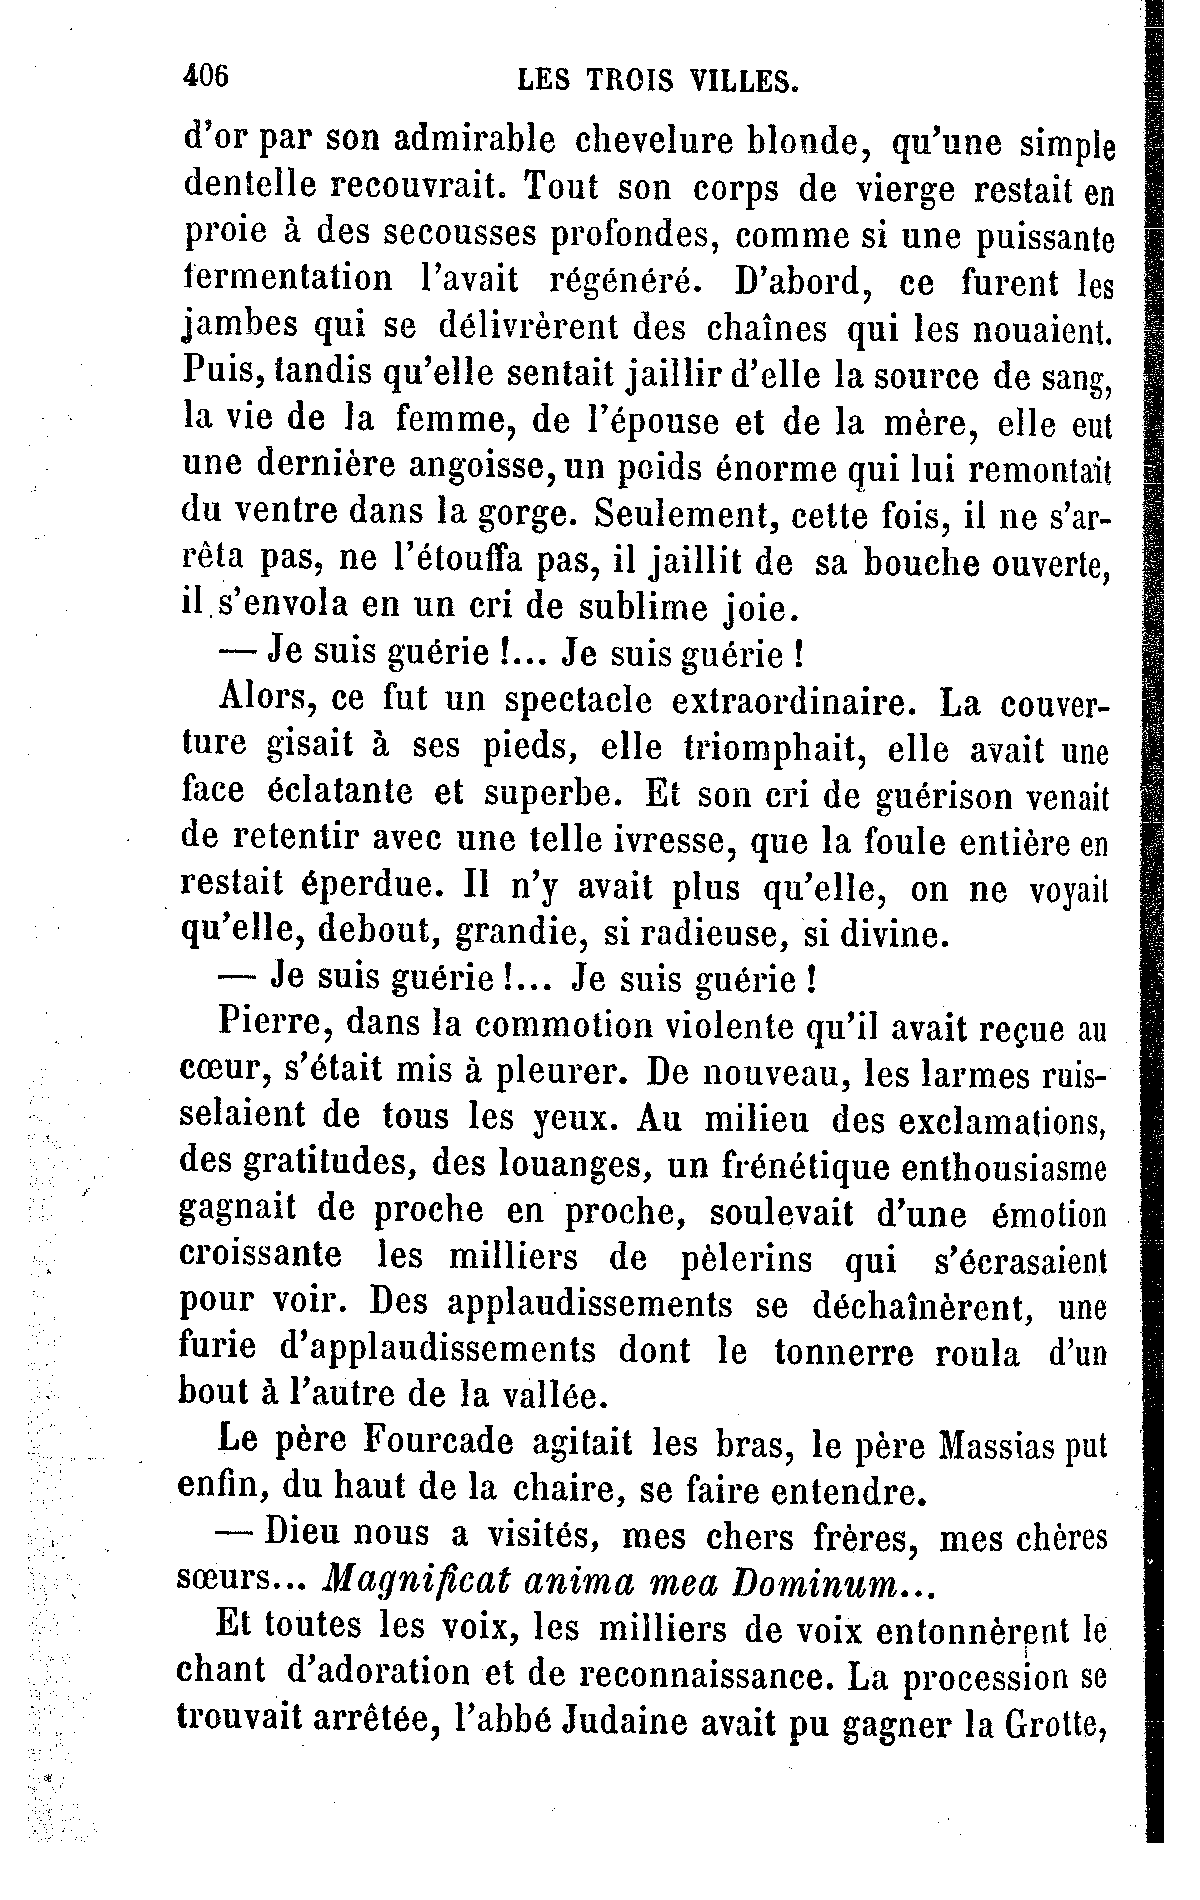 406 LES TROIS VILLES.
d'or par son admirable chevelure blonde, qu'une simple
dentelle recouvrait. Tout son corps de vierge restait en
proie à des secousses profondes, comme si une puissante
fermentation l'avait régénéré. D'abord, ce furent les
jambes qui se délivrèrent des chaînes qui les nouaient.
Puis, tandis qu'elle sentait jaillir d'elle la source de sang,
la vie de la femme, de l'épouse et de la mère, elle eut
une dernière angoisse, un poids énorme qui lui remontait
du ventre dans la gorge. Seulement, cette fois, il ne s'ar-
rêta pas, ne l'étouffa pas, il jaillit de sa bouche ouverte,
il s'envola en un cri de sublime joie.
— Je suis guérie !... Je suis guérie !
Alors, ce fut un spectacle extraordinaire. La couver-
ture gisait à ses pieds, elle triomphait, elle avait une
face éclatante et superbe. Et son cri de guérison venait
de retentir avec une telle ivresse, que la foule entière en
restait éperdue. Il n'y avait plus qu'elle, on ne voyait
qu'elle, debout, grandie, si radieuse, si divine.
— Je suis guérie !... Je suis guérie !
Pierre, dans la commotion violente qu'il avait reçue au
cœur, s'était mis à pleurer. De nouveau, les larmes ruis-
selaient de tous les yeux. Au milieu des exclamations,
des gratitudes, des louanges, un frénétique enthousiasme
gagnait de proche en proche, soulevait d'une émotion
croissante les milliers de pèlerins qui s'écrasaient
pour voir. Des applaudissements se déchaînèrent, une
furie d'applaudissements dont le tonnerre roula d'un
bout à l'autre de la vallée.
Le père Fourcade agitait les bras, le père Massias put
enfin, du haut de la chaire, se faire entendre.
— Dieu nous a visités, mes chers frères, mes chères
sœurs... Magnificat anima mea Dominum...
Et toutes les voix, les milliers de voix entonnèrent le
chant d'adoration et de reconnaissance. La procession se
trouvait arrêtée, l'abbé Judaine avait pu gagner la Grotte,